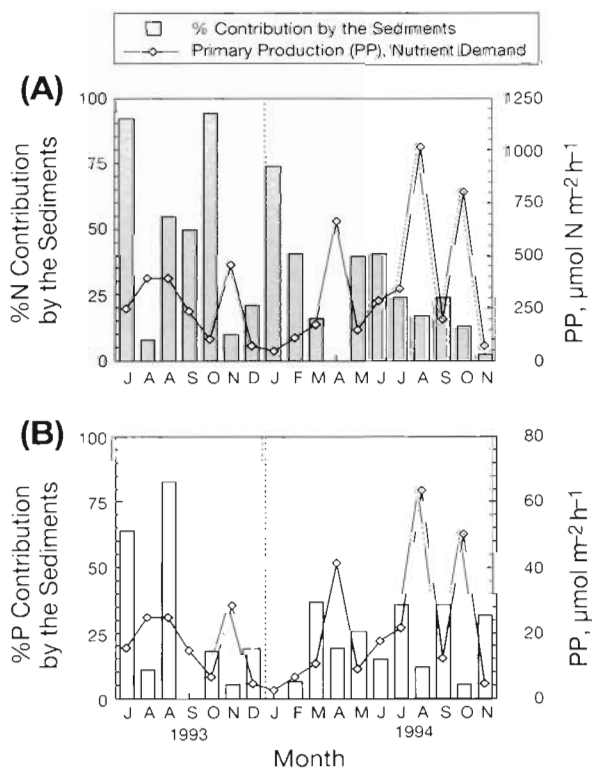 % Contribution by the Sediments
Primary Production (PP), Nutrient Demand
(A)
%N Contribution
by the Sediments
100
75
50
25
0
1250
1000
750
500
250
0
PP, µmol N m–2 h–1
J A A S O N D J F M A M J J A S O N
(B)
%P Contribution
by the Sediments
100
75
50
25
0
80
60
40
20
0
PP, µmol m–2 h–1
J A A S O N D J F M A M J J A S O N
1993 1994
Month